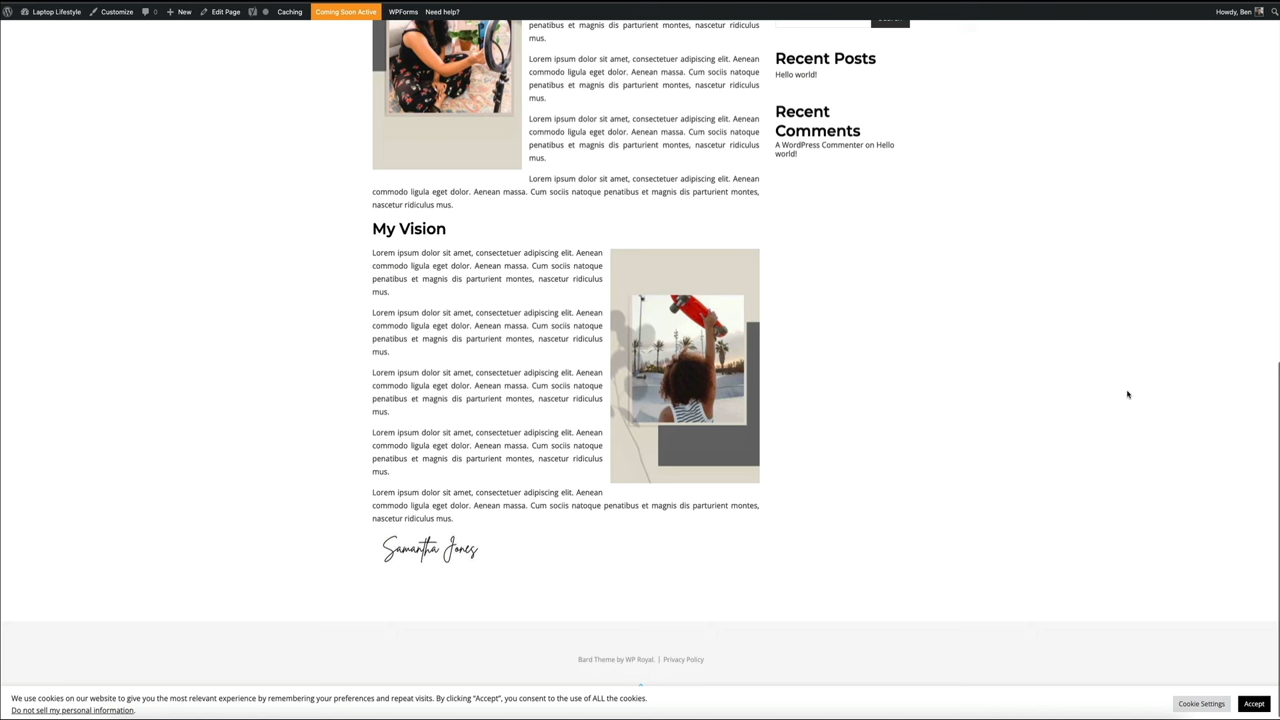 Laptop Lifestyle Customize 0 New Edit Page Caching Coming Soon Active WPForms Need help? Howdy, Ben
penatibus et magnis dis parturient montes, nascetur ridiculus
mus.
Lorem ipsum dolor sit amet, consectetuer adipiscing elit. Aenean
commodo ligula eget dolor. Aenean massa. Cum sociis natoque
penatibus et magnis dis parturient montes, nascetur ridiculus
mus.
Lorem ipsum dolor sit amet, consectetuer adipiscing elit. Aenean
commodo ligula eget dolor. Aenean massa. Cum sociis natoque
penatibus et magnis dis parturient montes, nascetur ridiculus
mus.
Lorem ipsum dolor sit amet, consectetuer adipiscing elit. Aenean
commodo ligula eget dolor. Aenean massa. Cum sociis natoque penatibus et magnis dis parturient montes,
nascetur ridiculus mus.
My Vision
Lorem ipsum dolor sit amet, consectetuer adipiscing elit. Aenean
commodo ligula eget dolor. Aenean massa. Cum sociis natoque
penatibus et magnis dis parturient montes, nascetur ridiculus
mus.
Lorem ipsum dolor sit amet, consectetuer adipiscing elit. Aenean
commodo ligula eget dolor. Aenean massa. Cum sociis natoque
penatibus et magnis dis parturient montes, nascetur ridiculus
mus.
Lorem ipsum dolor sit amet, consectetuer adipiscing elit. Aenean
commodo ligula eget dolor. Aenean massa. Cum sociis natoque
penatibus et magnis dis parturient montes, nascetur ridiculus
mus.
Lorem ipsum dolor sit amet, consectetuer adipiscing elit. Aenean
commodo ligula eget dolor. Aenean massa. Cum sociis natoque
penatibus et magnis dis parturient montes, nascetur ridiculus
mus.
Lorem ipsum dolor sit amet, consectetuer adipiscing elit. Aenean
commodo ligula eget dolor. Aenean massa. Cum sociis natoque penatibus et magnis dis parturient montes,
nascetur ridiculus mus.
Samantha Jones
Recent Posts
Hello world!
Recent
Comments
A WordPress Commenter on Hello
world!
Bard Theme by WP Royal. | Privacy Policy
We use cookies on our website to give you the most relevant experience by remembering your preferences and repeat visits. By clicking "Accept", you consent to the use of ALL the cookies.
Do not sell my personal information.
Cookie Settings Accept